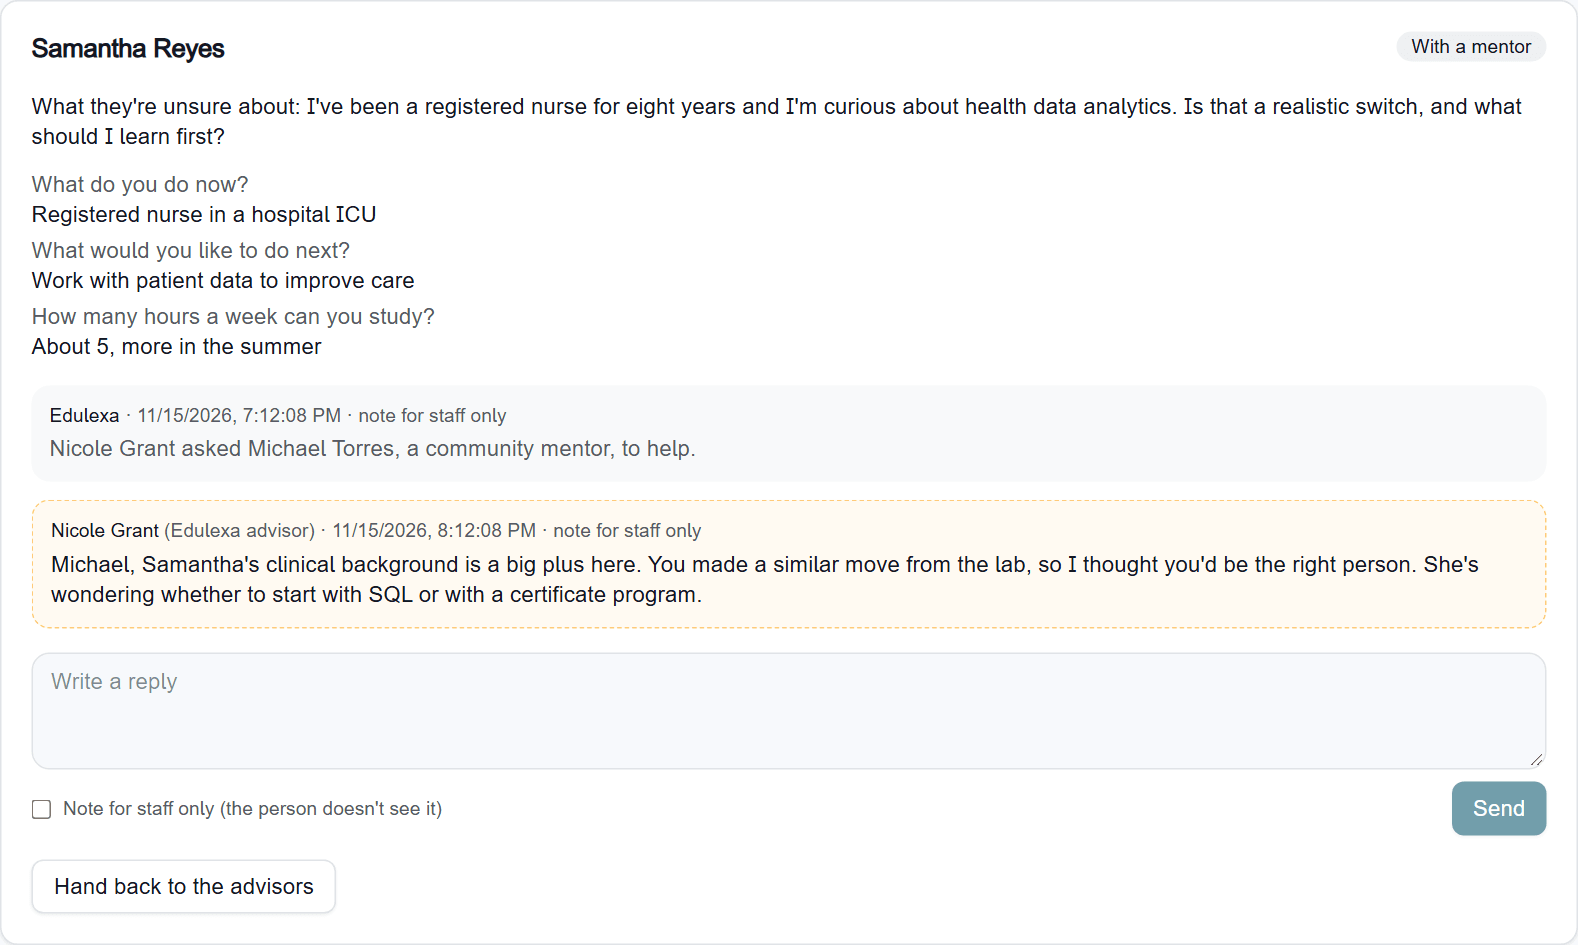 Samantha Reyes
With a mentor
What they're unsure about: I've been a registered nurse for eight years and I'm curious about health data analytics. Is that a realistic switch, and what
should I learn first?
What do you do now?
Registered nurse in a hospital ICU
What would you like to do next?
Work with patient data to improve care
How many hours a week can you study?
About 5, more in the summer
Edulexa · 11/15/2026, 7:12:08 PM · note for staff only
Nicole Grant asked Michael Torres, a community mentor, to help.
Nicole Grant (Edulexa advisor) · 11/15/2026, 8:12:08 PM · note for staff only
Michael, Samantha's clinical background is a big plus here. You made a similar move from the lab, so I thought you'd be the right person. She's
wondering whether to start with SQL or with a certificate program.
Write a reply
Note for staff only (the person doesn't see it)
Send
Hand back to the advisors